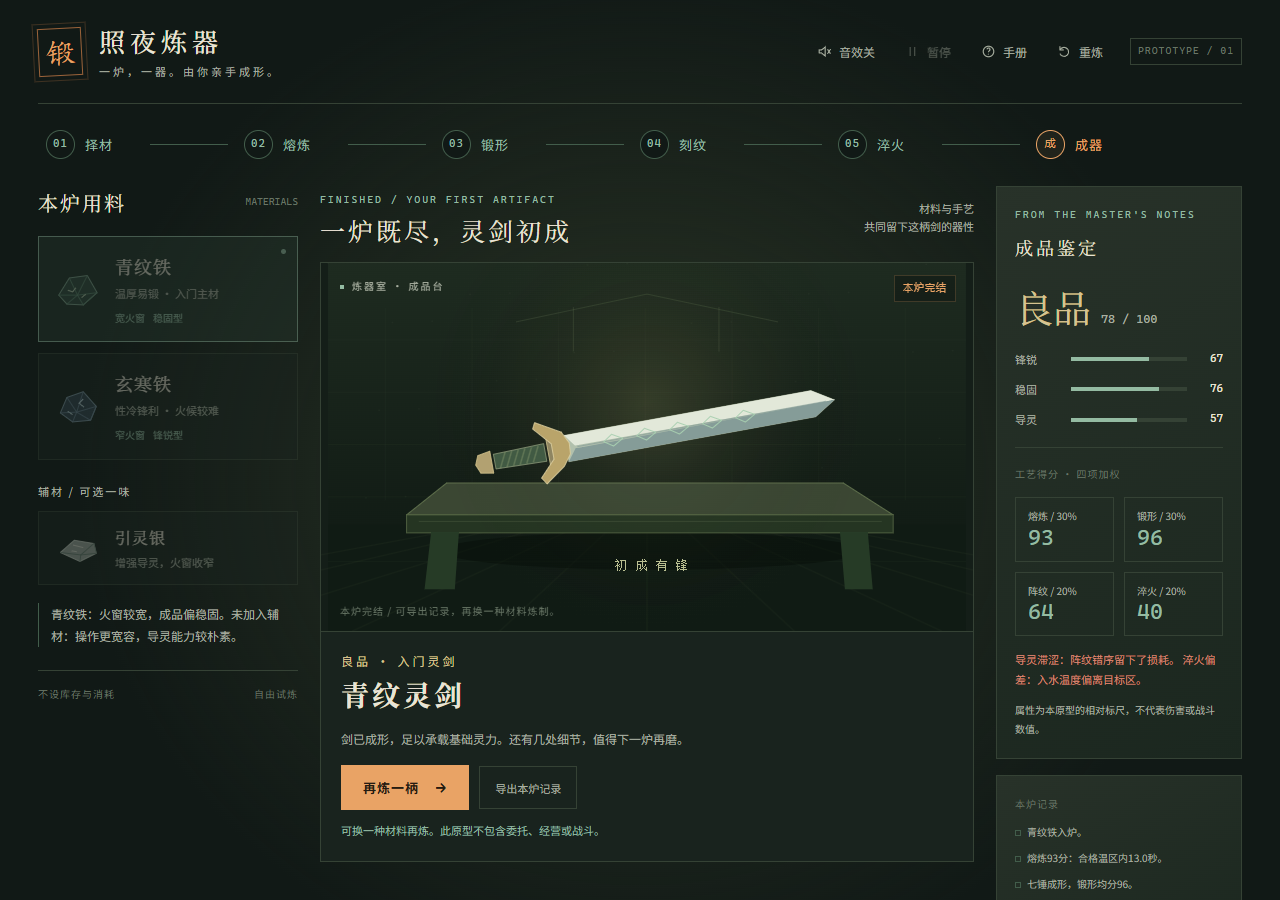 锻
照夜炼器
一炉，一器。由你亲手成形。
音效关
暂停
手册
重炼
PROTOTYPE / 01
01 择材
02 熔炼
03 锻形
04 刻纹
05 淬火
成 成器
本炉用料
MATERIALS
青纹铁
温厚易锻 · 入门主材
宽火窗 稳固型
玄寒铁
性冷锋利 · 火候较难
窄火窗 锋锐型
辅材 / 可选一味
引灵银
增强导灵，火窗收窄
青纹铁：火窗较宽，成品偏稳固。未加入辅
材：操作更宽容，导灵能力较朴素。
不设库存与消耗
自由试炼
FINISHED / YOUR FIRST ARTIFACT
一炉既尽，灵剑初成
材料与手艺
共同留下这柄剑的器性
炼器室 · 成品台
本炉完结
初成有锋
本炉完结 / 可导出记录，再换一种材料炼制。
良品 · 入门灵剑
青纹灵剑
剑已成形，足以承载基础灵力。还有几处细节，值得下一炉再磨。
再炼一柄 →
导出本炉记录
可换一种材料再炼。此原型不包含委托、经营或战斗。
FROM THE MASTER'S NOTES
成品鉴定
良品 78 / 100
锋锐 67
稳固 76
导灵 57
工艺得分 · 四项加权
熔炼 / 30%
93
锻形 / 30%
96
阵纹 / 20%
64
淬火 / 20%
40
导灵滞涩：阵纹错序留下了损耗。 淬火偏
差：入水温度偏离目标区。
属性为本原型的相对标尺，不代表伤害或战斗
数值。
本炉记录
青纹铁入炉。
熔炼93分：合格温区内13.0秒。
七锤成形，锻形均分96。